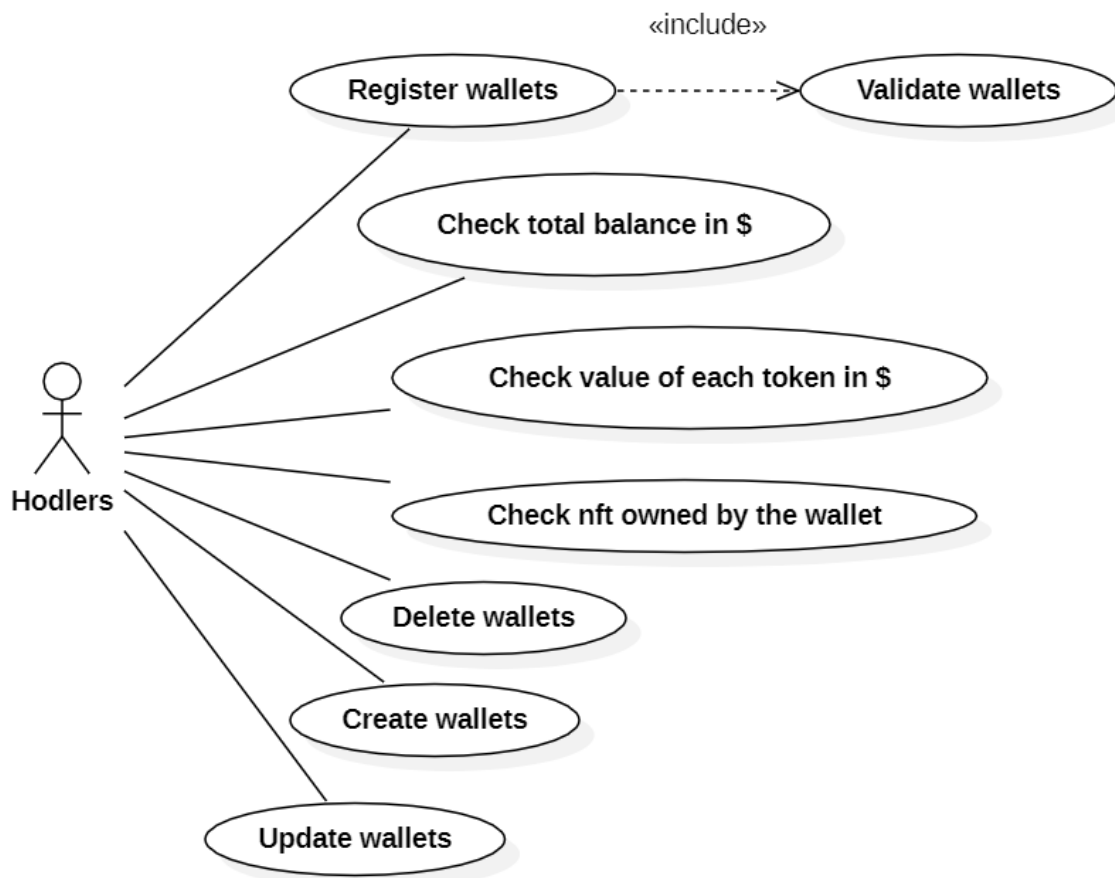 «include»
Register wallets
Validate wallets
Check total balance in $
Check value of each token in $
Hodlers
Check nft owned by the wallet
Delete wallets
Create wallets
Update wallets